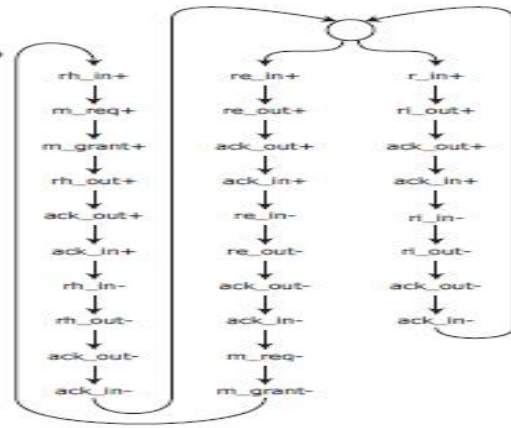 rh_in+
m_req+
m_grant+
rh_out+
ack_out+
ack_in+
rh_in-
rh_out-
ack_out-
ack_in-
re_in+
re_out+
ack_out+
ack_in+
re_in-
re_out-
ack_out-
ack_in-
m_req-
m_grant-
r_in+
ri_out+
ack_out+
ack_in+
ri_in-
ri_out-
ack_out-
ack_in-